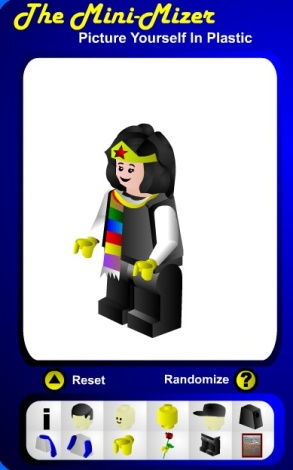 The Mini-Mizer
Picture Yourself In Plastic
Reset
Randomize ?
i